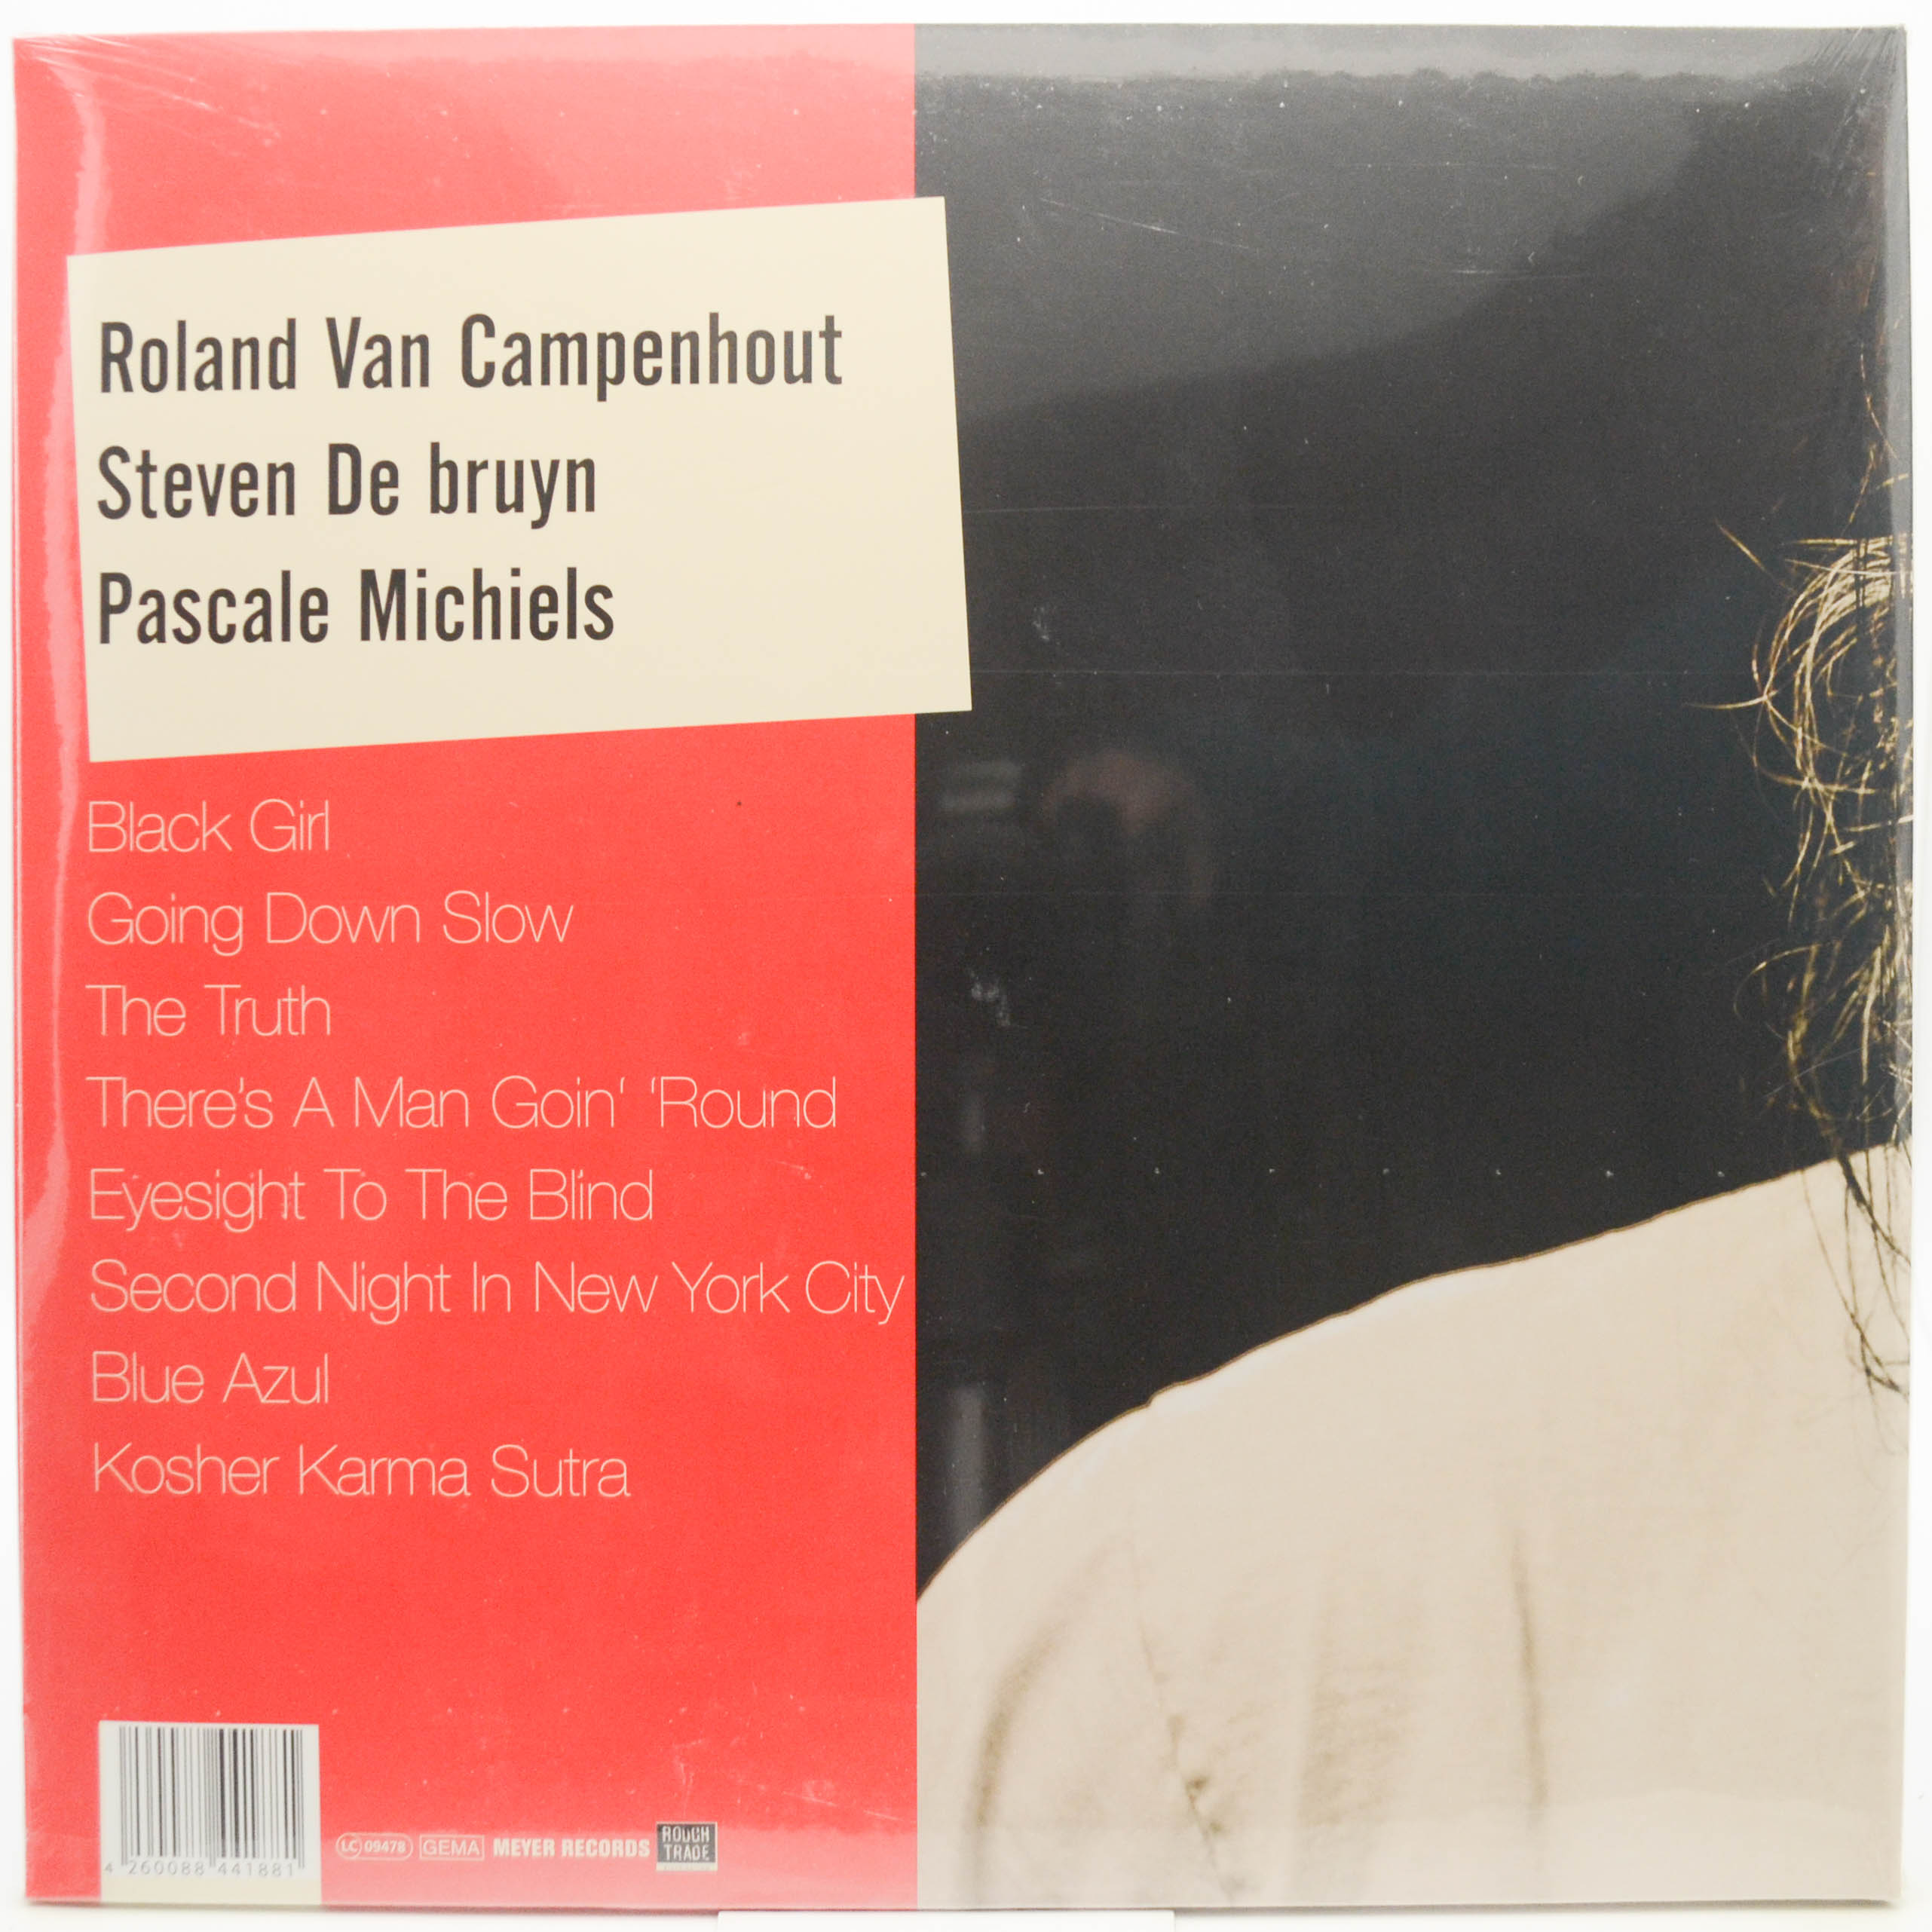 Roland Van Campenhout
Steven De bruyn
Pascale Michiels
Black Girl
Going Down Slow
The Truth
There's A Man Goin' 'Round
Eyesight To The Blind
Second Night In New York City
Blue Azul
Kosher Karma Sutra
4 260088 441881
LC 09478 GEMA MEYER RECORDS ROUGH
TRADE